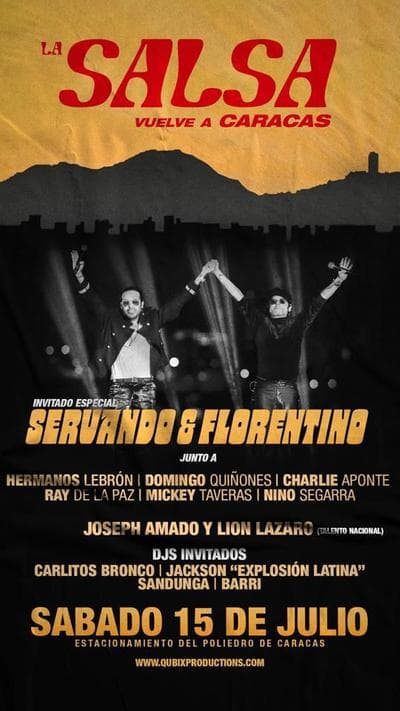 LA
SALSA
VUELVE A CARACAS
INVITADO ESPECIAL
SERVANDO & FLORENTINO
JUNTO A
HERMANOS LEBRÓN | DOMINGO QUIÑONES | CHARLIE APONTE
RAY DE LA PAZ | MICKEY TAVERAS | NINO SEGARRA
JOSEPH AMADO Y LION LAZARO (TALENTO NACIONAL)
DJS INVITADOS
CARLITOS BRONCO | JACKSON “EXPLOSIÓN LATINA”
SANDUNGA | BARRI
SABADO 15 DE JULIO
ESTACIONAMIENTO DEL POLIEDRO DE CARACAS
WWW.QUBIXPRODUCTIONS.COM